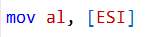 mov al, [ESI]